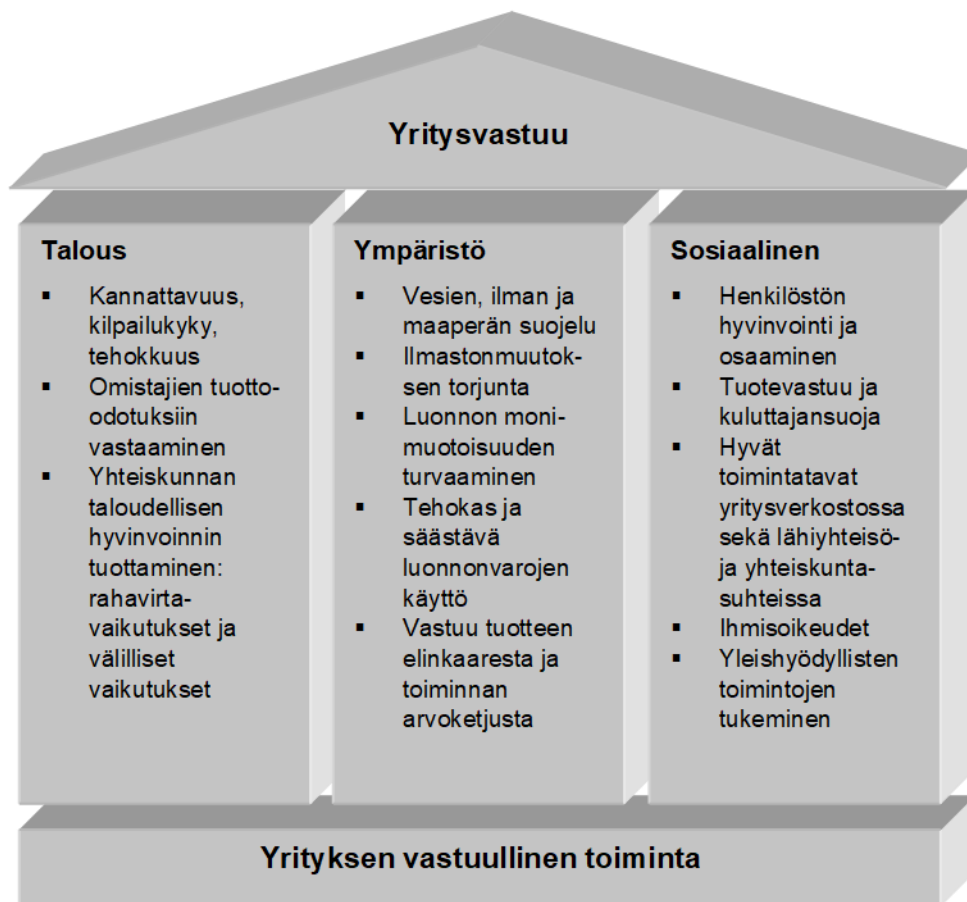 Yritysvastuu
Talous
▪ Kannattavuus,
kilpailukyky,
tehokkuus
▪ Omistajien tuotto-
odotuksiin
vastaaminen
▪ Yhteiskunnan
taloudellisen
hyvinvoinnin
tuottaminen:
rahavirta-
vaikutukset ja
välilliset
vaikutukset
Ympäristö
▪ Vesien, ilman ja
maaperän suojelu
▪ Ilmastonmuutok-
sen torjunta
▪ Luonnon moni-
muotoisuuden
turvaaminen
▪ Tehokas ja
säästävä
luonnonvarojen
käyttö
▪ Vastuu tuotteen
elinkaaresta ja
toiminnan
arvoketjusta
Sosiaalinen
▪ Henkilöstön
hyvinvointi ja
osaaminen
▪ Tuotevastuu ja
kuluttajansuoja
▪ Hyvät
toimintatavat
yritysverkostossa
sekä lähiyhteisö-
ja yhteiskunta-
suhteissa
▪ Ihmisoikeudet
▪ Yleishyödyllisten
toimintojen
tukeminen
Yrityksen vastuullinen toiminta